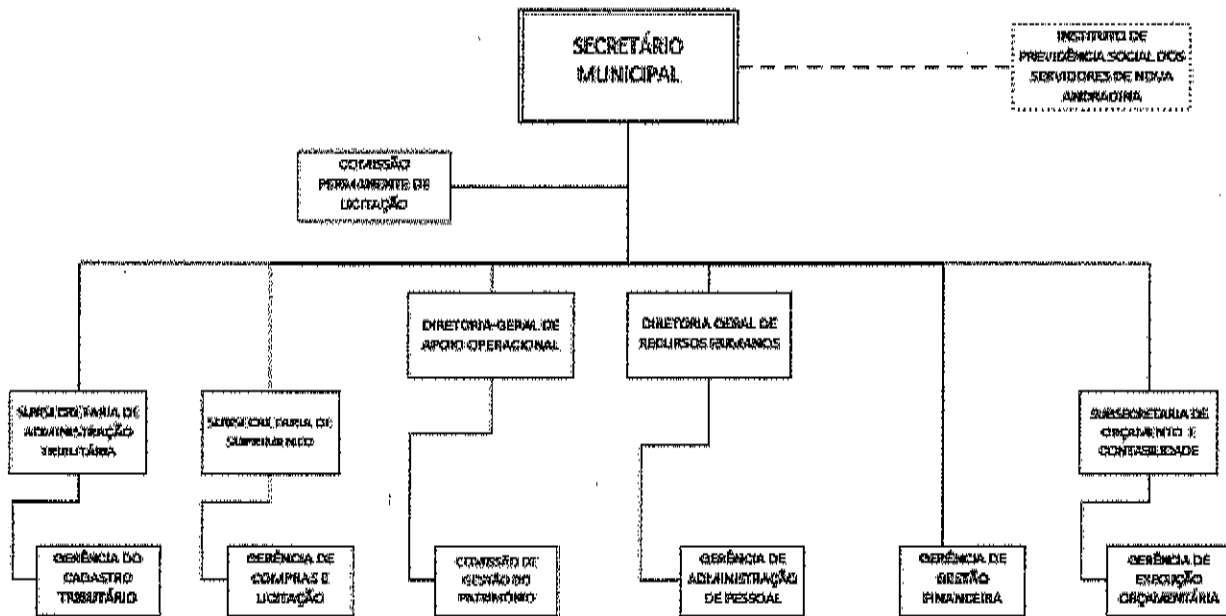 SECRETÁRIO
MUNICIPAL
INSTITUTO DE
PREVIDÊNCIA SOCIAL DOS
SERVIDORES DE NOVA
ANDRADINA
COMISSÃO
PERMANENTE DE
LICITAÇÃO
DIRETORIA-GERAL DE
APOIO OPERACIONAL
DIRETORIA GERAL DE
RECURSOS HUMANOS
SUBSECRETARIA DE
ADMINISTRAÇÃO
TRIBUTÁRIA
SUBSECRETARIA DE
SUPRIMENTO
SUBSECRETARIA DE
ORÇAMENTO E
CONTABILIDADE
GERÊNCIA DO
CADASTRO
TRIBUTÁRIO
GERÊNCIA DE
COMPRAS E
LICITAÇÃO
COMISSÃO DE
GESTÃO DO
PATRIMÔNIO
GERÊNCIA DE
ADMINISTRAÇÃO
DE PESSOAL
GERÊNCIA DE
GESTÃO
FINANCEIRA
GERÊNCIA DE
EXECUÇÃO
ORÇAMENTÁRIA